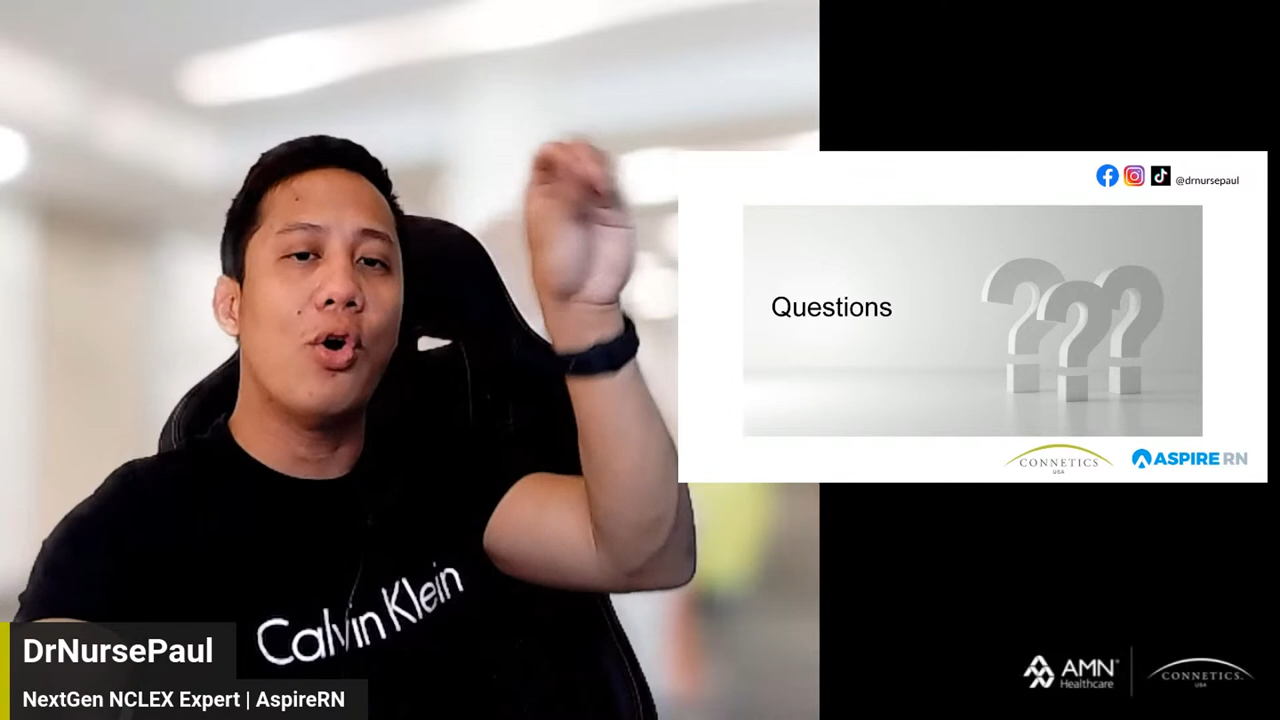 @drnursepaul
Questions
CONNETICS
USA
ASPIRE RN
Calvin Klein
DrNursePaul
NextGen NCLEX Expert | AspireRN
AMN
Healthcare
CONNETICS
USA